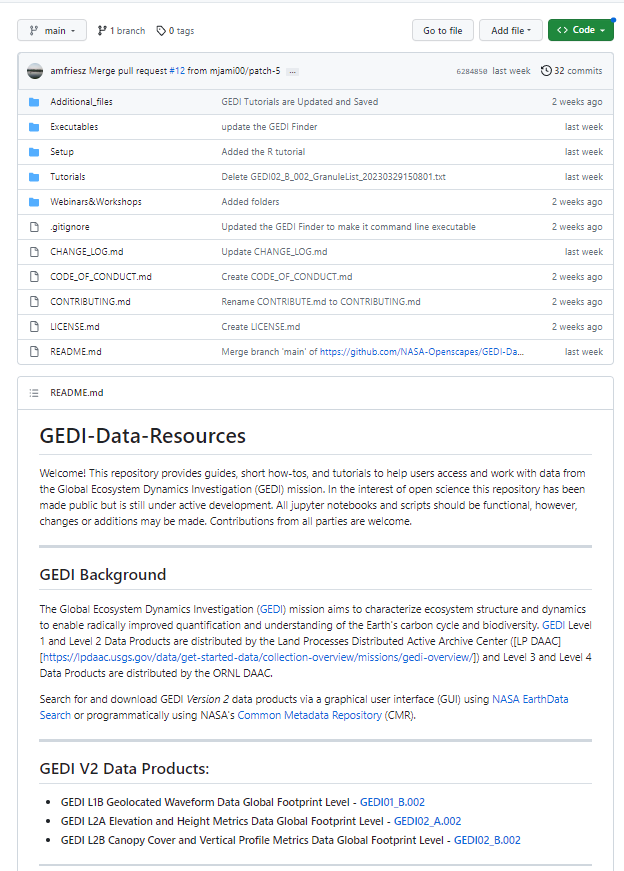 main
1 branch
0 tags
Go to file
Add file
<> Code
amfriesz Merge pull request #12 from mjami00/patch-5 ...
6284850 last week
32 commits
Additional_files GEDI Tutorials are Updated and Saved 2 weeks ago
Executables update the GEDI Finder last week
Setup Added the R tutorial last week
Tutorials Delete GEDI02_B_002_GranuleList_20230329150801.txt last week
Webinars&Workshops Added folders 2 weeks ago
.gitignore Updated the GEDI Finder to make it command line executable 2 weeks ago
CHANGE_LOG.md Update CHANGE_LOG.md last week
CODE_OF_CONDUCT.md Create CODE_OF_CONDUCT.md 2 weeks ago
CONTRIBUTING.md Rename CONTRIBUTE.md to CONTRIBUTING.md 2 weeks ago
LICENSE.md Create LICENSE.md 2 weeks ago
README.md Merge branch 'main' of https://github.com/NASA-Openscapes/GEDI-Da... last week
README.md
GEDI-Data-Resources
Welcome! This repository provides guides, short how-tos, and tutorials to help users access and work with data from
the Global Ecosystem Dynamics Investigation (GEDI) mission. In the interest of open science this repository has been
made public but is still under active development. All jupyter notebooks and scripts should be functional, however,
changes or additions may be made. Contributions from all parties are welcome.
GEDI Background
The Global Ecosystem Dynamics Investigation (GEDI) mission aims to characterize ecosystem structure and dynamics
to enable radically improved quantification and understanding of the Earth's carbon cycle and biodiversity. GEDI Level
1 and Level 2 Data Products are distributed by the Land Processes Distributed Active Archive Center ([LP DAAC]
[https://lpdaac.usgs.gov/data/get-started-data/collection-overview/missions/gedi-overview/]) and Level 3 and Level 4
Data Products are distributed by the ORNL DAAC.
Search for and download GEDI Version 2 data products via a graphical user interface (GUI) using NASA EarthData
Search or programmatically using NASA's Common Metadata Repository (CMR).
GEDI V2 Data Products:
• GEDI L1B Geolocated Waveform Data Global Footprint Level - GEDI01_B.002
• GEDI L2A Elevation and Height Metrics Data Global Footprint Level - GEDI02_A.002
• GEDI L2B Canopy Cover and Vertical Profile Metrics Data Global Footprint Level - GEDI02_B.002